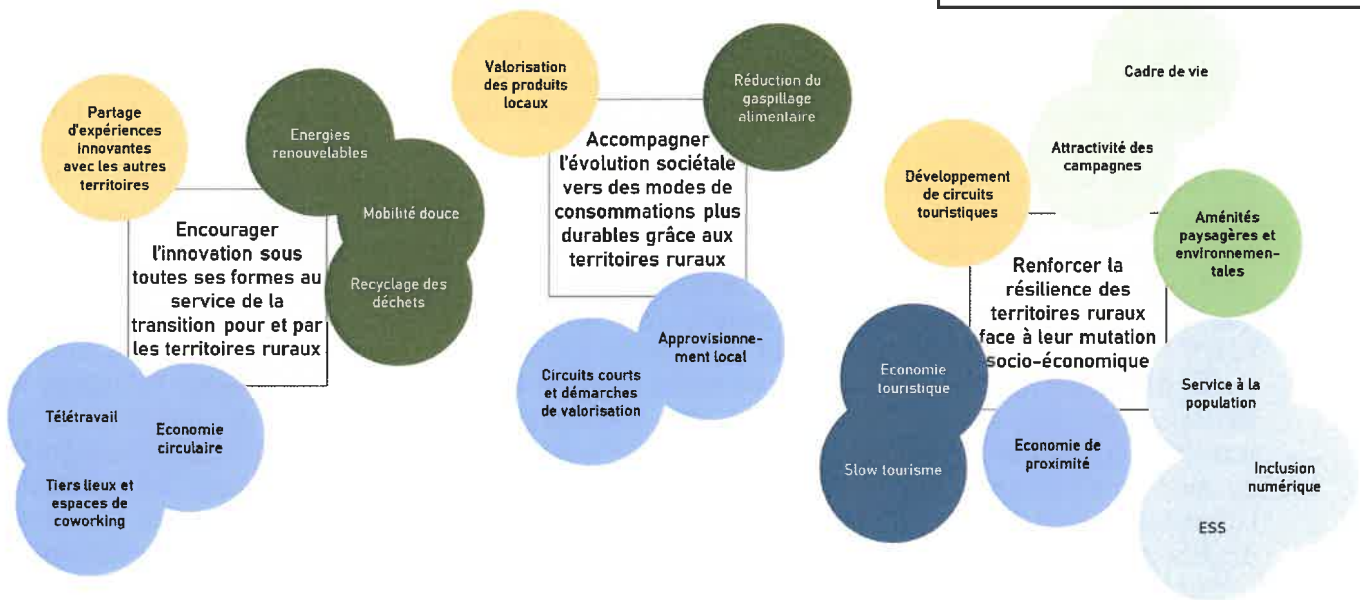 Partage
d'expériences
innovantes
avec les autres
territoires
Energies
renouvelables
Mobilité douce
Recyclage des
déchets
Encourager
l'innovation sous
toutes ses formes au
service de la
transition pour et par
les territoires ruraux
Télétravail
Economie
circulaire
Tiers lieux et
espaces de
coworking
Valorisation
des produits
locaux
Réduction du
gaspillage
alimentaire
Accompagner
l'évolution sociétale
vers des modes de
consommations plus
durables grâce aux
territoires ruraux
Approvisionne-
ment local
Circuits courts
et démarches
de valorisation
Cadre de vie
Attractivité des
campagnes
Développement
de circuits
touristiques
Aménités
paysagères et
environnemen-
tales
Renforcer la
résilience des
territoires ruraux
face à leur mutation
socio-économique
Economie
touristique
Slow tourisme
Economie de
proximité
Service à la
population
Inclusion
numérique
ESS